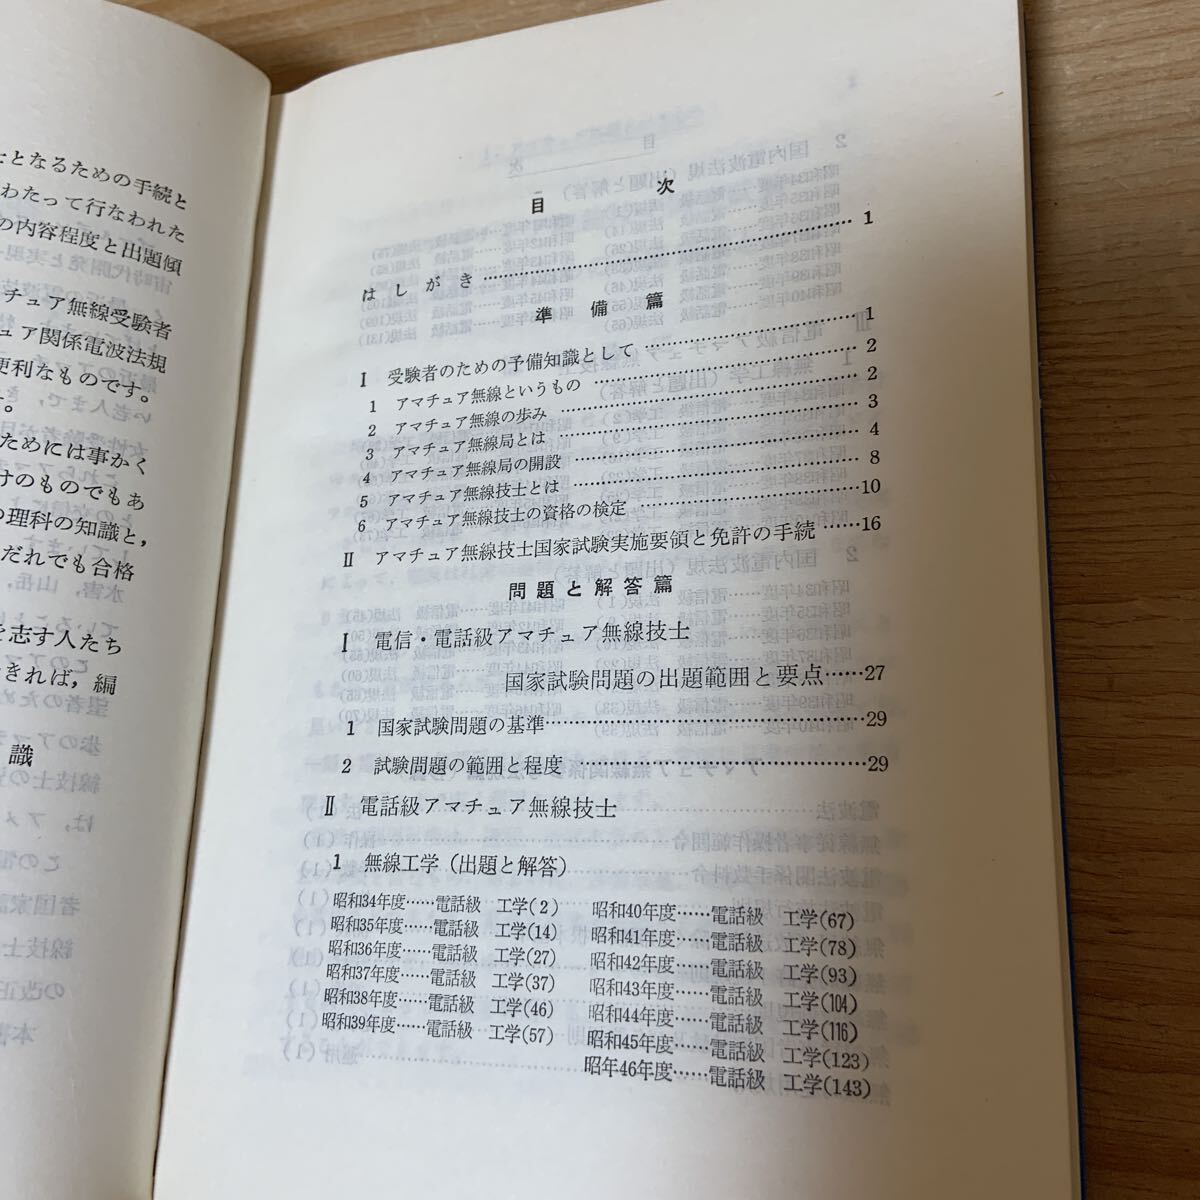 となるための手続と
わたって行なわれた
の内容程度と出題傾
チュア無線受験者
ュア関係電波法規
便利なものです。
す。
ためには事かく
けのものでもあ
の理科の知識と,
だれでも合格
を志す人たち
きれば, 編
識
目次
はしがき……1
準備篇
I 受験者のための予備知識として……1
1 アマチュア無線というもの……2
2 アマチュア無線の歩み……2
3 アマチュア無線局とは……3
4 アマチュア無線局の開設……4
5 アマチュア無線技士とは……8
6 アマチュア無線技士の資格の検定……10
II アマチュア無線技士国家試験実施要領と免許の手続……16
問題と解答篇
I 電信・電話級アマチュア無線技士
国家試験問題の出題範囲と要点……27
1 国家試験問題の基準……29
2 試験問題の範囲と程度……29
II 電話級アマチュア無線技士
1 無線工学(出題と解答)
昭和34年度……電話級 工学(2)
昭和35年度……電話級 工学(14)
昭和36年度……電話級 工学(27)
昭和37年度……電話級 工学(37)
昭和38年度……電話級 工学(46)
昭和39年度……電話級 工学(57)
昭和40年度……電話級 工学(67)
昭和41年度……電話級 工学(78)
昭和42年度……電話級 工学(93)
昭和43年度……電話級 工学(104)
昭和44年度……電話級 工学(116)
昭和45年度……電話級 工学(123)
昭年46年度……電話級 工学(143)